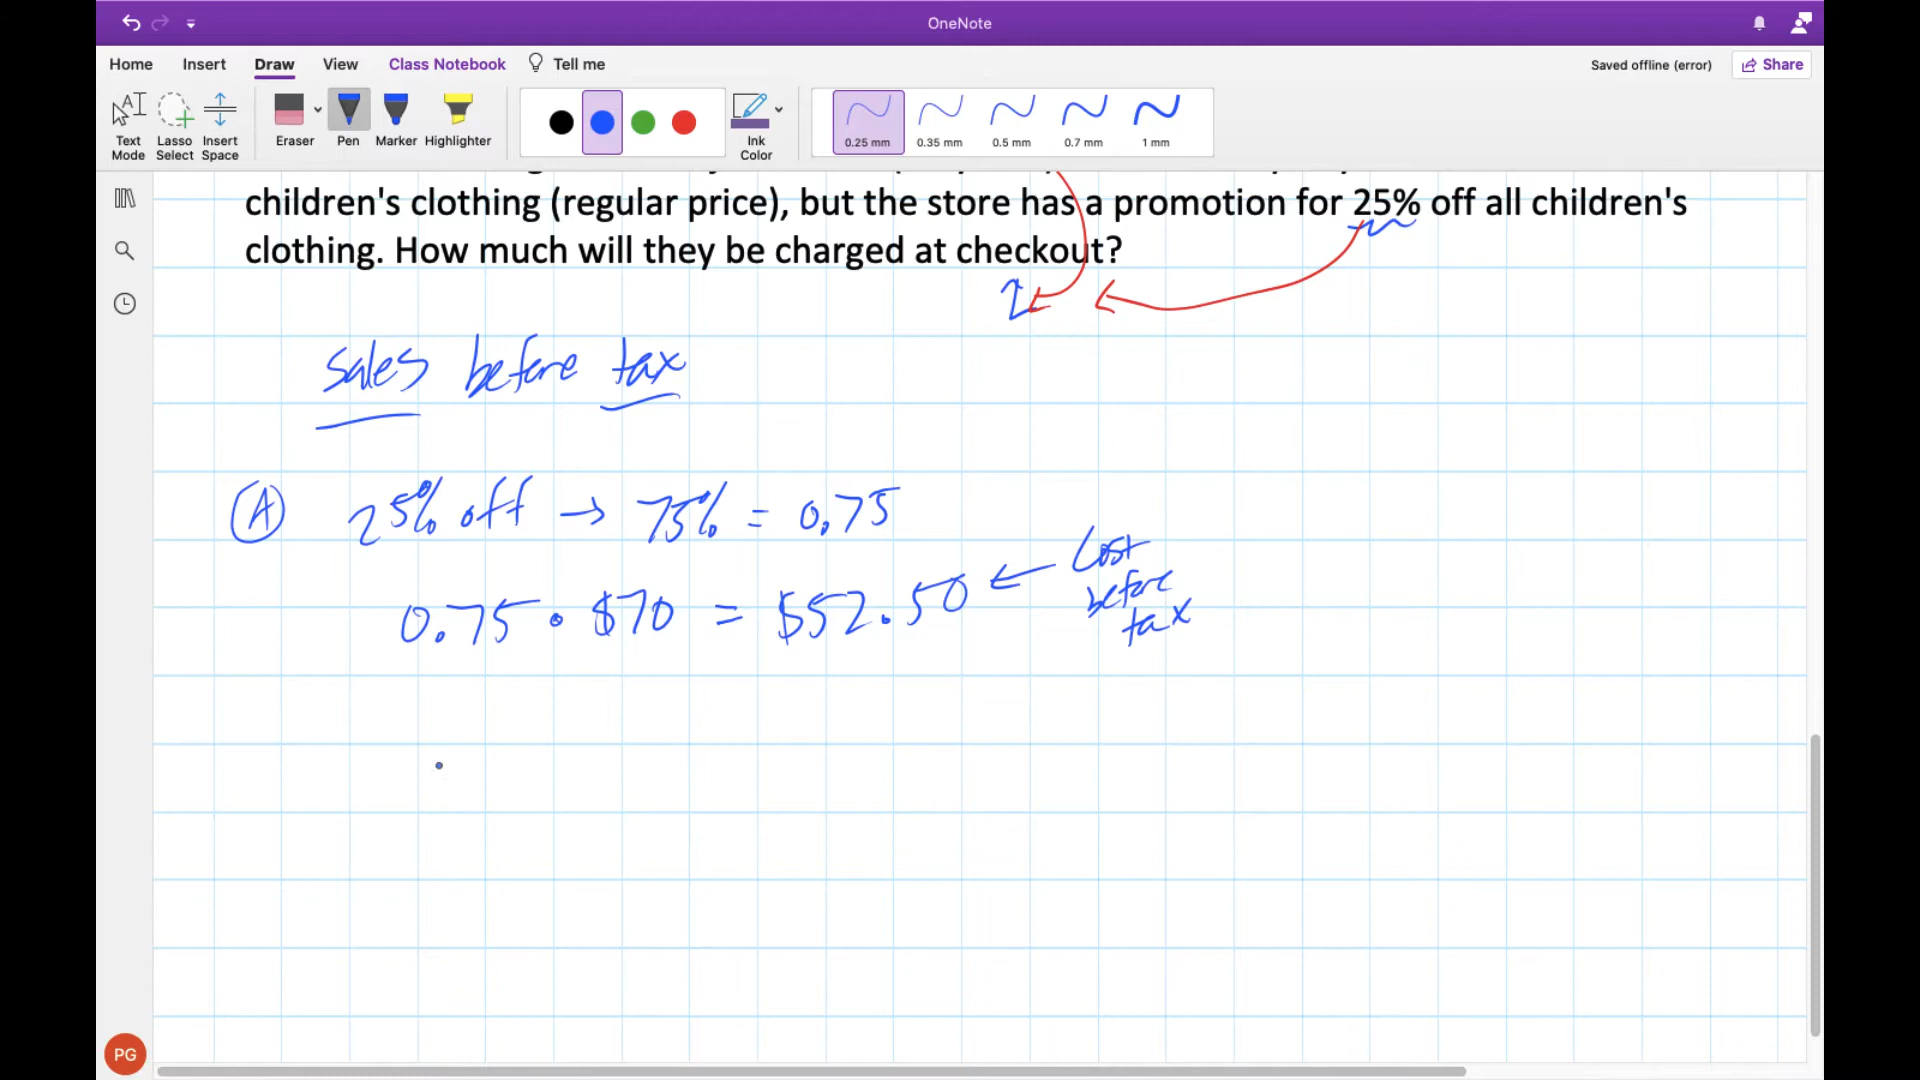 OneNote
Home Insert Draw View Class Notebook Tell me
Saved offline (error) Share
Text Mode
Lasso Select
Insert Space
Eraser
Pen
Marker
Highlighter
Ink Color
0.25 mm
0.35 mm
0.5 mm
0.7 mm
1 mm
children's clothing (regular price), but the store has a promotion for 25% off all children's
clothing. How much will they be charged at checkout?
sales before tax
A 25% off → 75% = 0.75
0.75 • $70 = $52.50 ← Cost
before
tax
PG